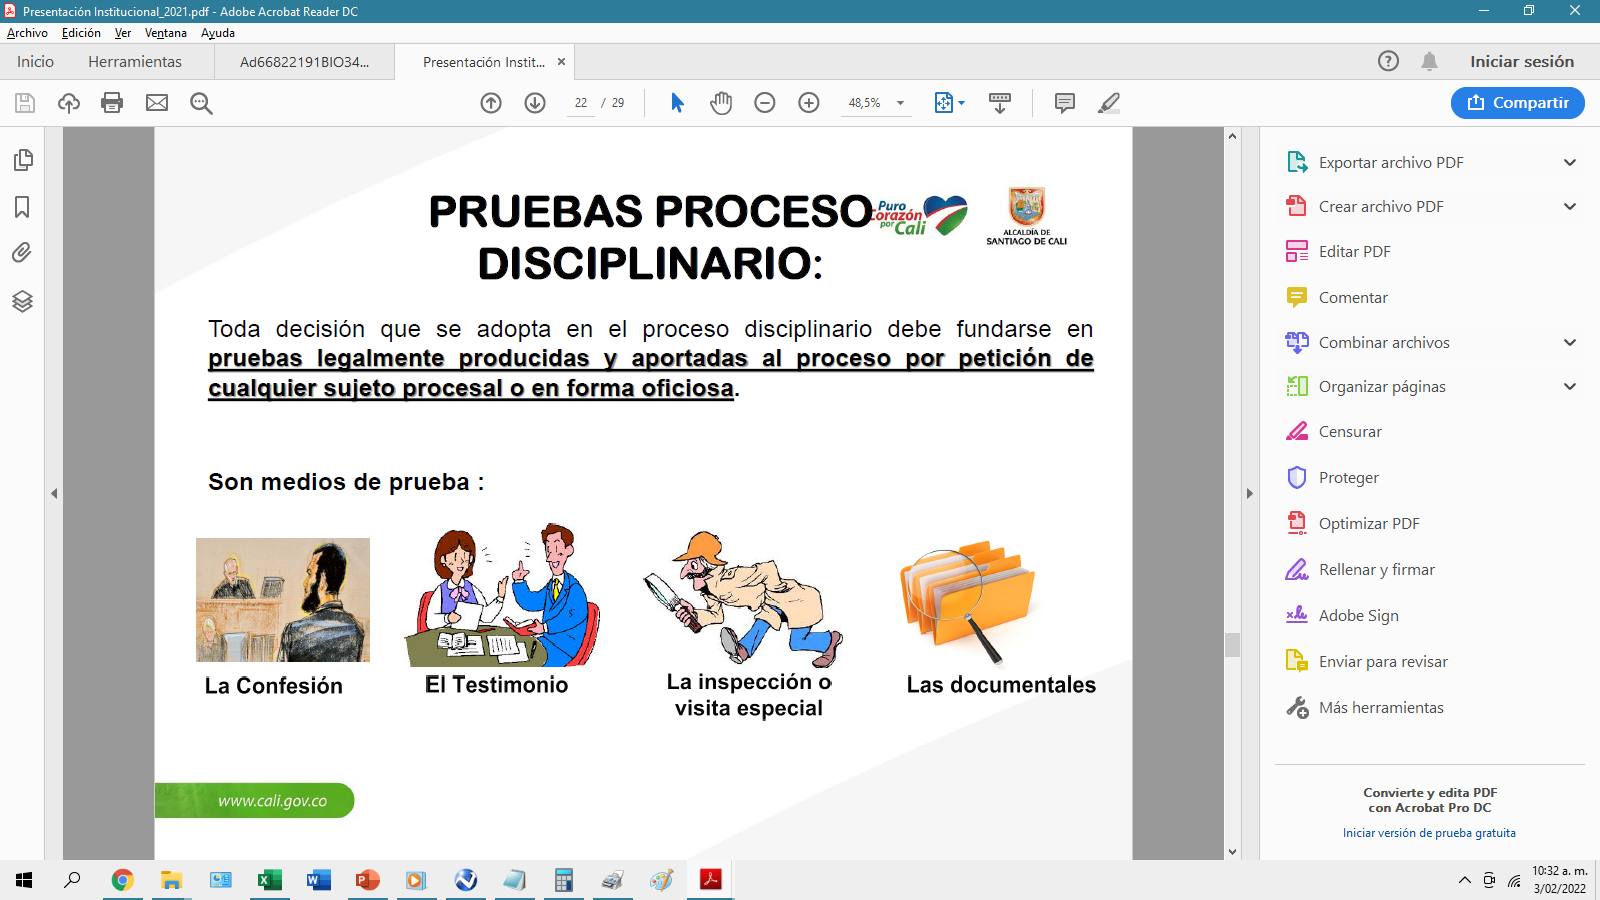 Presentación Institucional_2021.pdf - Adobe Acrobat Reader DC
Archivo Edición Ver Ventana Ayuda
Inicio Herramientas Ad66822191BIO34... Presentación Instit... × Iniciar sesión
22 / 29 48,5% Compartir
PRUEBAS PROCESO
DISCIPLINARIO:
Puro
Corazón
por
Cali
ALCALDÍA DE
SANTIAGO DE CALI
Toda decisión que se adopta en el proceso disciplinario debe fundarse en
pruebas legalmente producidas y aportadas al proceso por petición de
cualquier sujeto procesal o en forma oficiosa.
Son medios de prueba :
La Confesión
El Testimonio
La inspección o
visita especial
Las documentales
www.cali.gov.co
Exportar archivo PDF
Crear archivo PDF
Editar PDF
Comentar
Combinar archivos
Organizar páginas
Censurar
Proteger
Optimizar PDF
Rellenar y firmar
Adobe Sign
Enviar para revisar
Más herramientas
Convierte y edita PDF
con Acrobat Pro DC
Iniciar versión de prueba gratuita
10:32 a. m.
3/02/2022